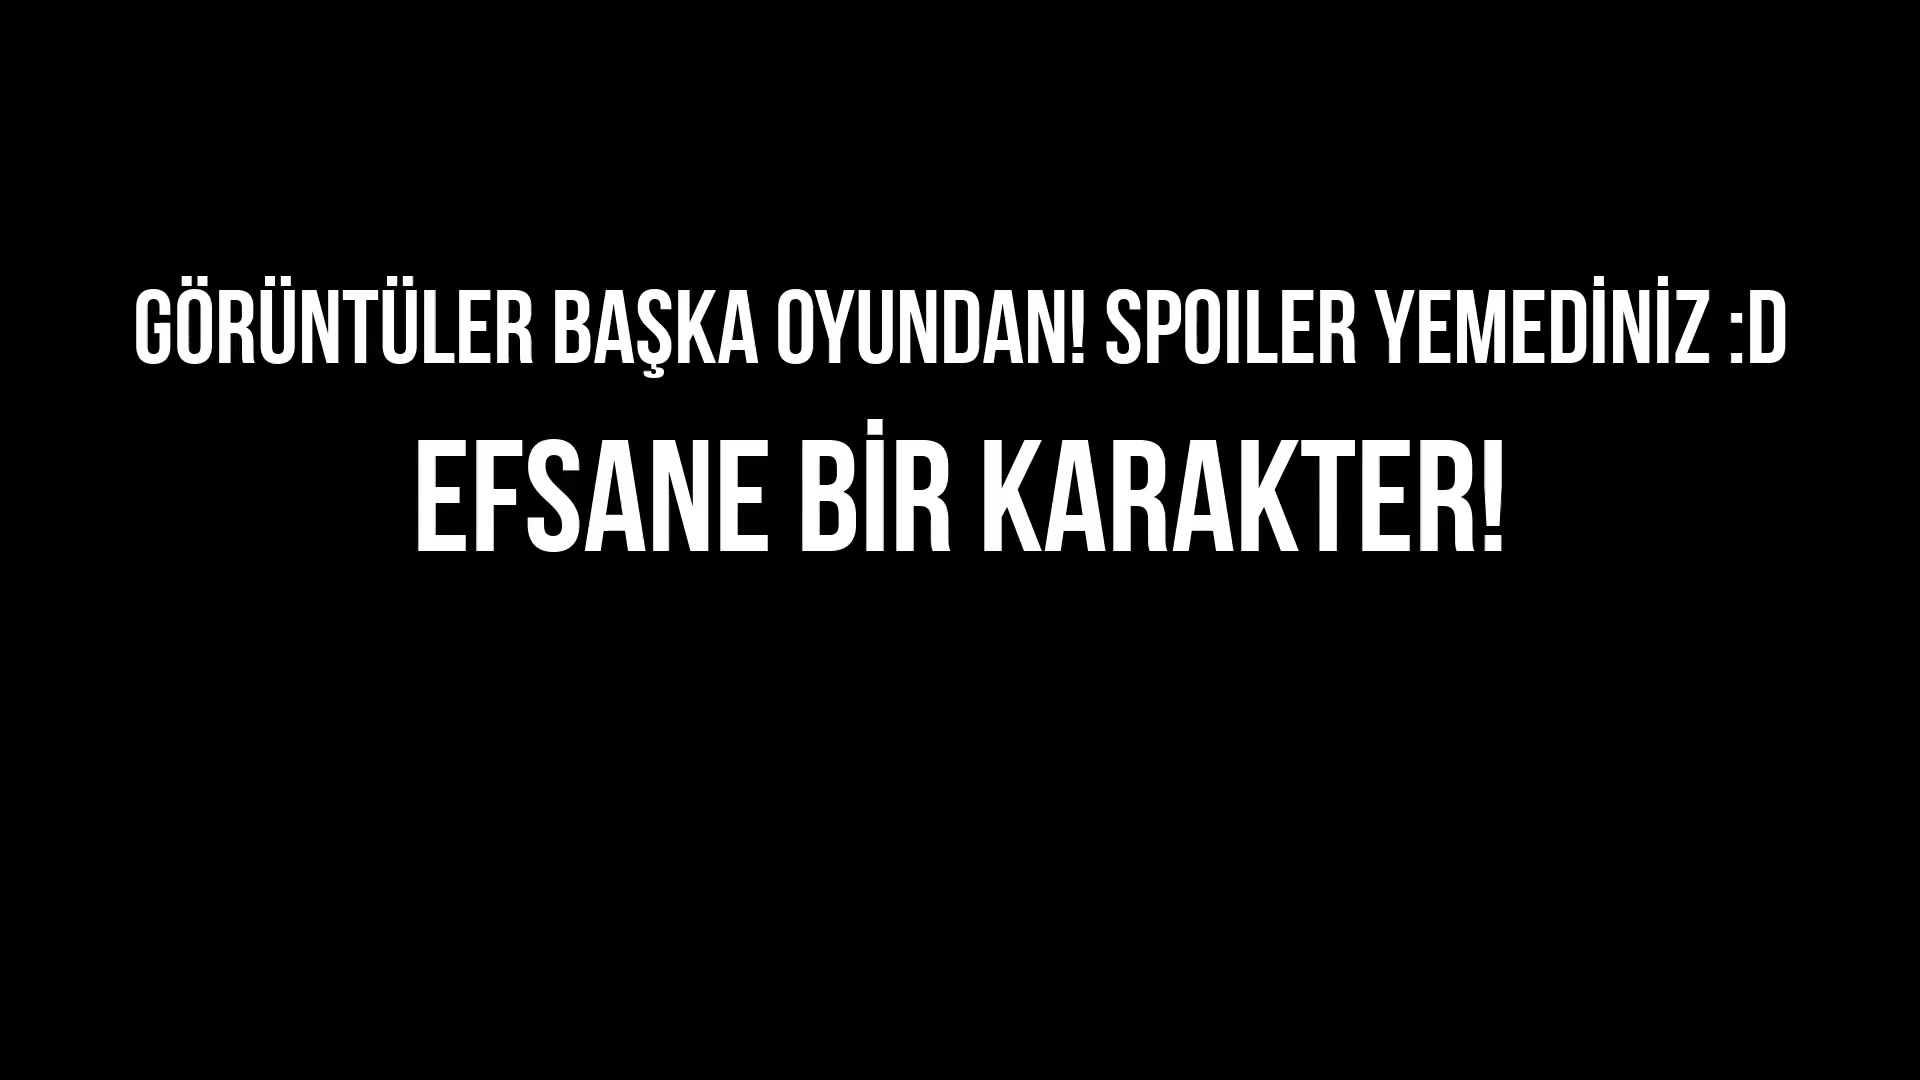 GÖRÜNTÜLER BAŞKA OYUNDAN! SPOILER YEMEDİNİZ :D
EFSANE BİR KARAKTER!